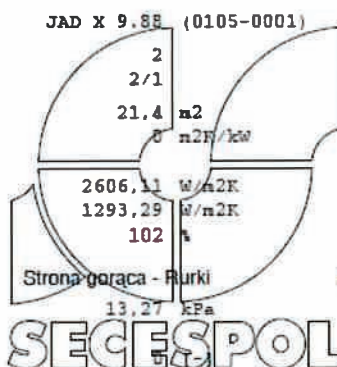 JAD X 9.88 (0105-0001)
2
2/1
21,4 m2
0 m2K/kW
2606,11 W/m2K
1293,29 W/m2K
102 %
Strona gorąca - Rurki
13,27 kPa
SECESPOL
[-]